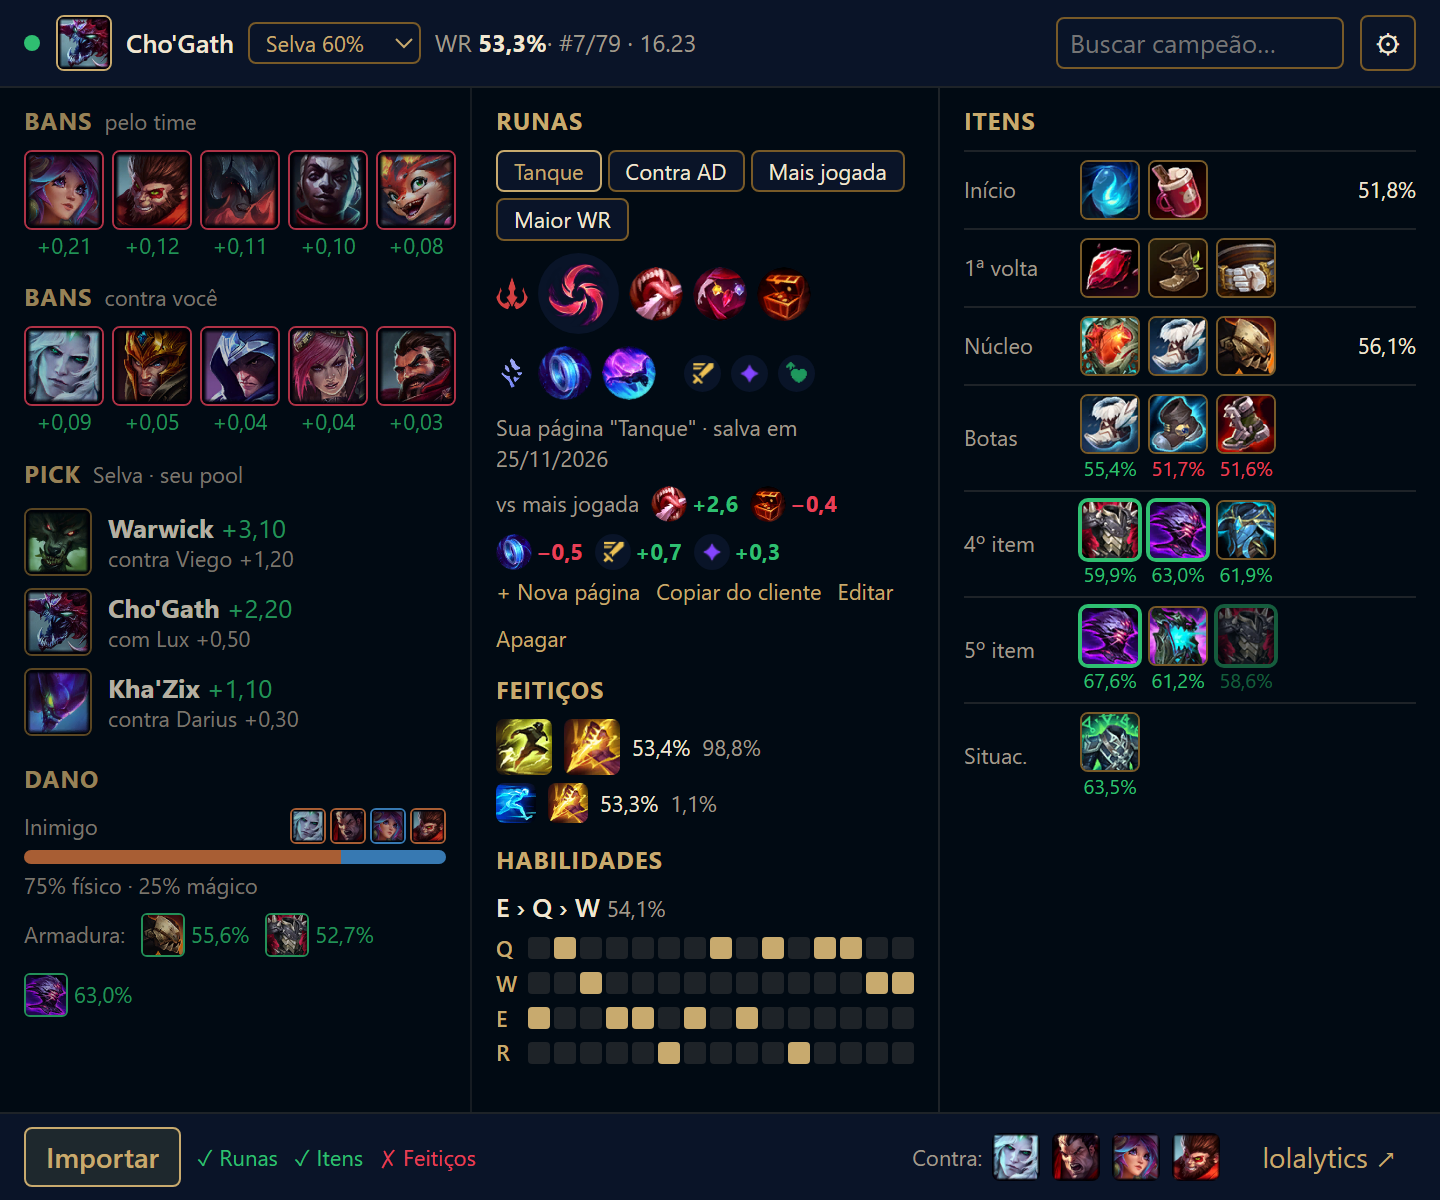 Cho'Gath Selva 60% WR 53,3% · #7/79 · 16.23 Buscar campeão...
BANS pelo time
+0,21 +0,12 +0,11 +0,10 +0,08
BANS contra você
+0,09 +0,05 +0,04 +0,04 +0,03
PICK Selva · seu pool
Warwick +3,10
contra Viego +1,20
Cho'Gath +2,20
com Lux +0,50
Kha'Zix +1,10
contra Darius +0,30
DANO
Inimigo
75% físico · 25% mágico
Armadura: 55,6% 52,7%
63,0%
RUNAS
Tanque Contra AD Mais jogada
Maior WR
Sua página "Tanque" · salva em
25/11/2026
vs mais jogada +2,6 −0,4
−0,5 +0,7 +0,3
+ Nova página Copiar do cliente Editar
Apagar
FEITIÇOS
53,4% 98,8%
53,3% 1,1%
HABILIDADES
E › Q › W 54,1%
Q
W
E
R
ITENS
Início 51,8%
1ª volta
Núcleo 56,1%
Botas
55,4% 51,7% 51,6%
4º item
59,9% 63,0% 61,9%
5º item
67,6% 61,2% 58,6%
Situac.
63,5%
Importar ✓ Runas ✓ Itens ✗ Feitiços Contra: lolalytics ↗